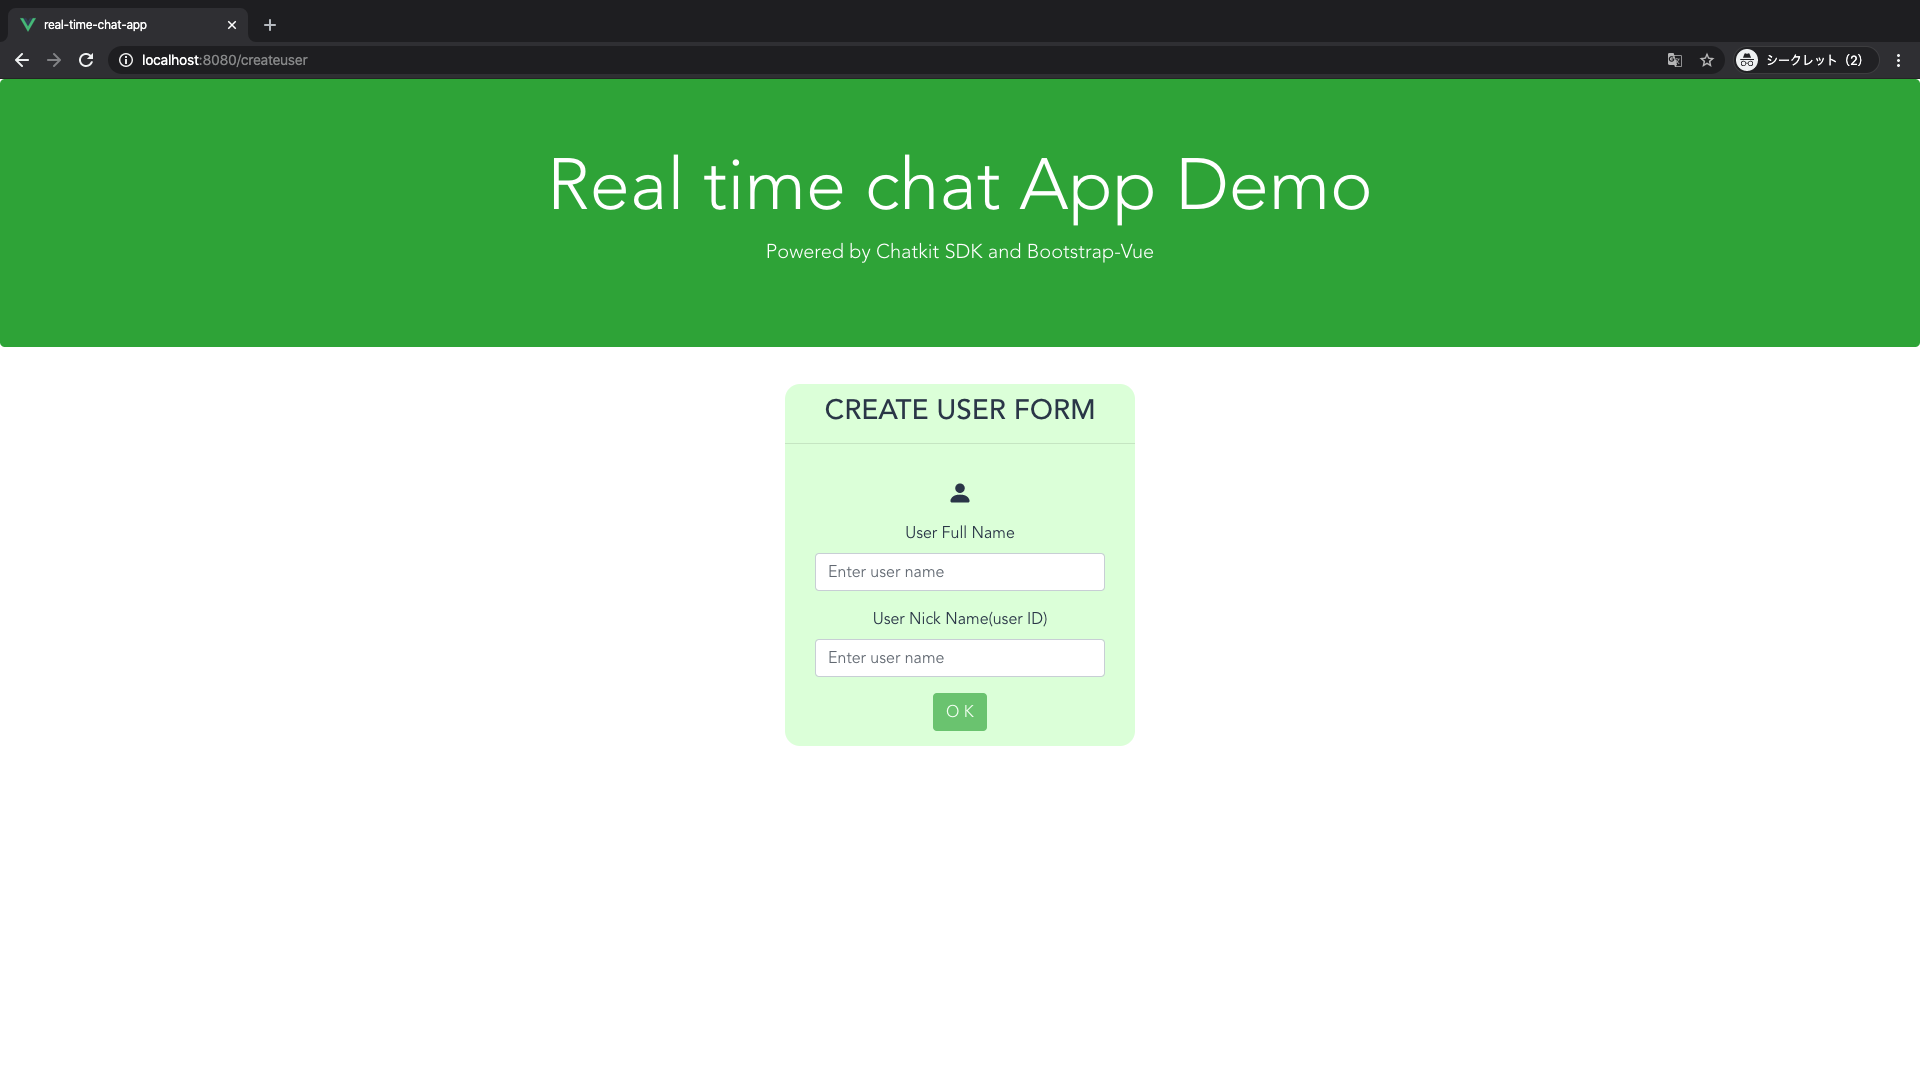 real-time-chat-app
localhost:8080/createuser
シークレット（2）
Real time chat App Demo
Powered by Chatkit SDK and Bootstrap-Vue
CREATE USER FORM
User Full Name
Enter user name
User Nick Name(user ID)
Enter user name
O K